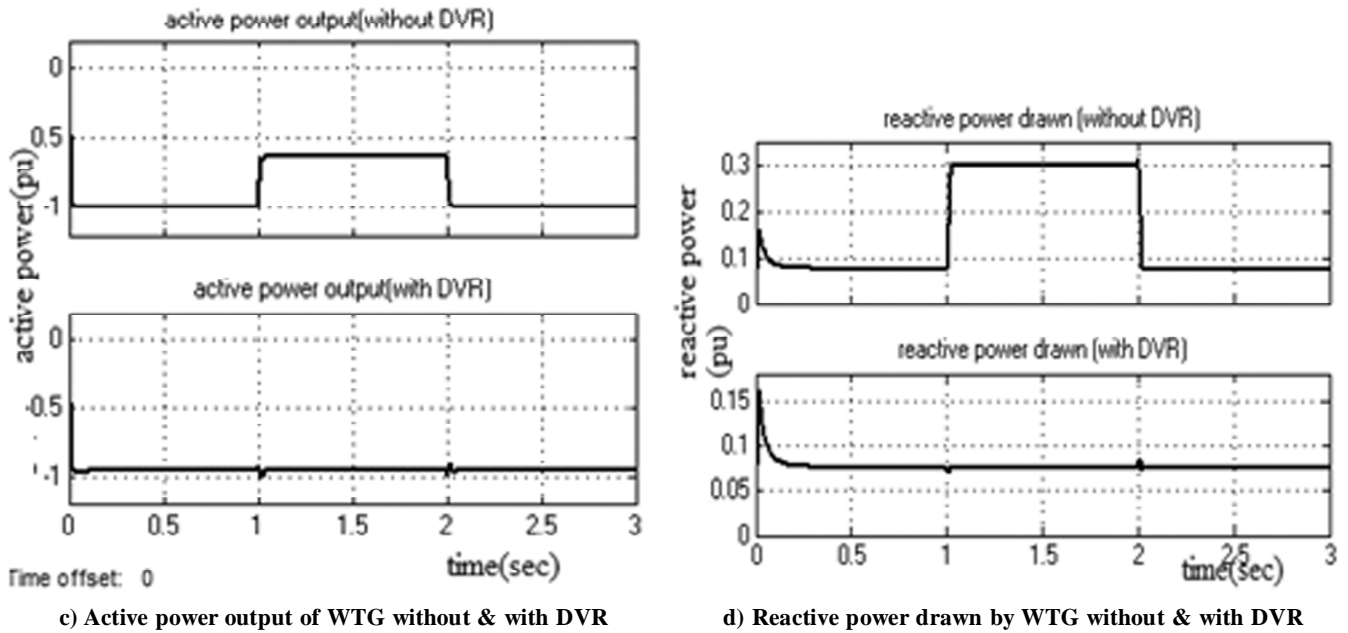 active power output(without DVR)
0
0.5
-1
active power(pu)
active power output(with DVR)
0
-0.5
-1
0 0.5 1 1.5 2 2.5 3
time(sec)
Time offset: 0
c) Active power output of WTG without & with DVR
reactive power drawn (without DVR)
0.3
0.2
0.1
0
reactive power
(pu)
reactive power drawn (with DVR)
0.15
0.1
0.05
0
0 0.5 1 1.5 2 2.5 3
time(sec)
d) Reactive power drawn by WTG without & with DVR